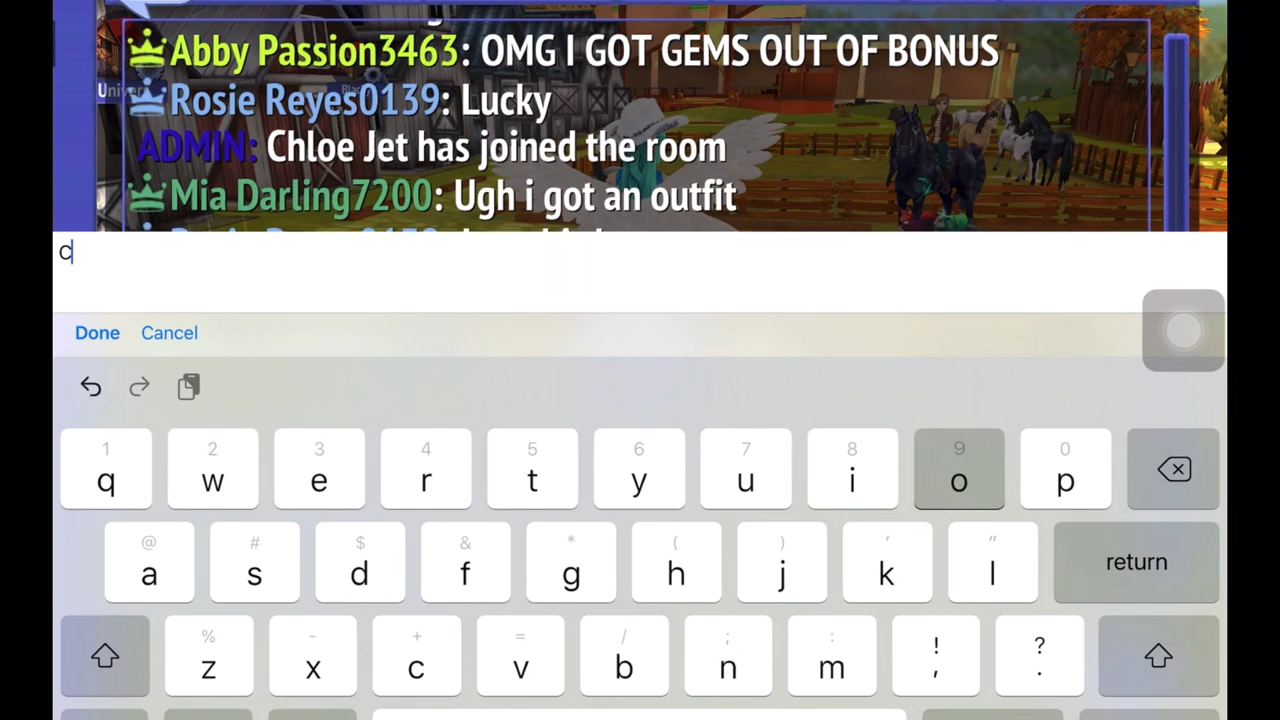 Abby Passion3463: OMG I GOT GEMS OUT OF BONUS
Rosie Reyes0139: Lucky
ADMIN: Chloe Jet has joined the room
Mia Darling7200: Ugh i got an outfit
c
Done Cancel
1 2 3 4 5 6 7 8 9 0
q w e r t y u i o p
@ # $ & * ( ) ' "
a s d f g h j k l return
% - + = / ; : ! ?
z x c v b n m , .